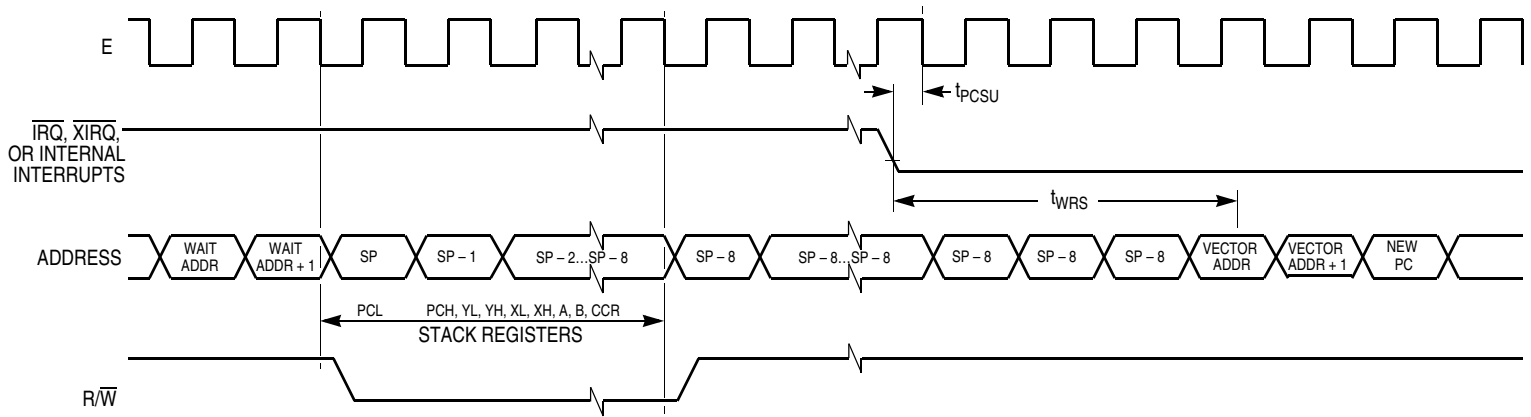 E
t_PCSU
IRQ, XIRQ,
OR INTERNAL
INTERRUPTS
t_WRS
ADDRESS
WAIT
ADDR
WAIT
ADDR + 1
SP
SP – 1
SP – 2...SP – 8
SP – 8
SP – 8...SP – 8
SP – 8
SP – 8
SP – 8
VECTOR
ADDR
VECTOR
ADDR + 1
NEW
PC
PCL
PCH, YL, YH, XL, XH, A, B, CCR
STACK REGISTERS
R/W